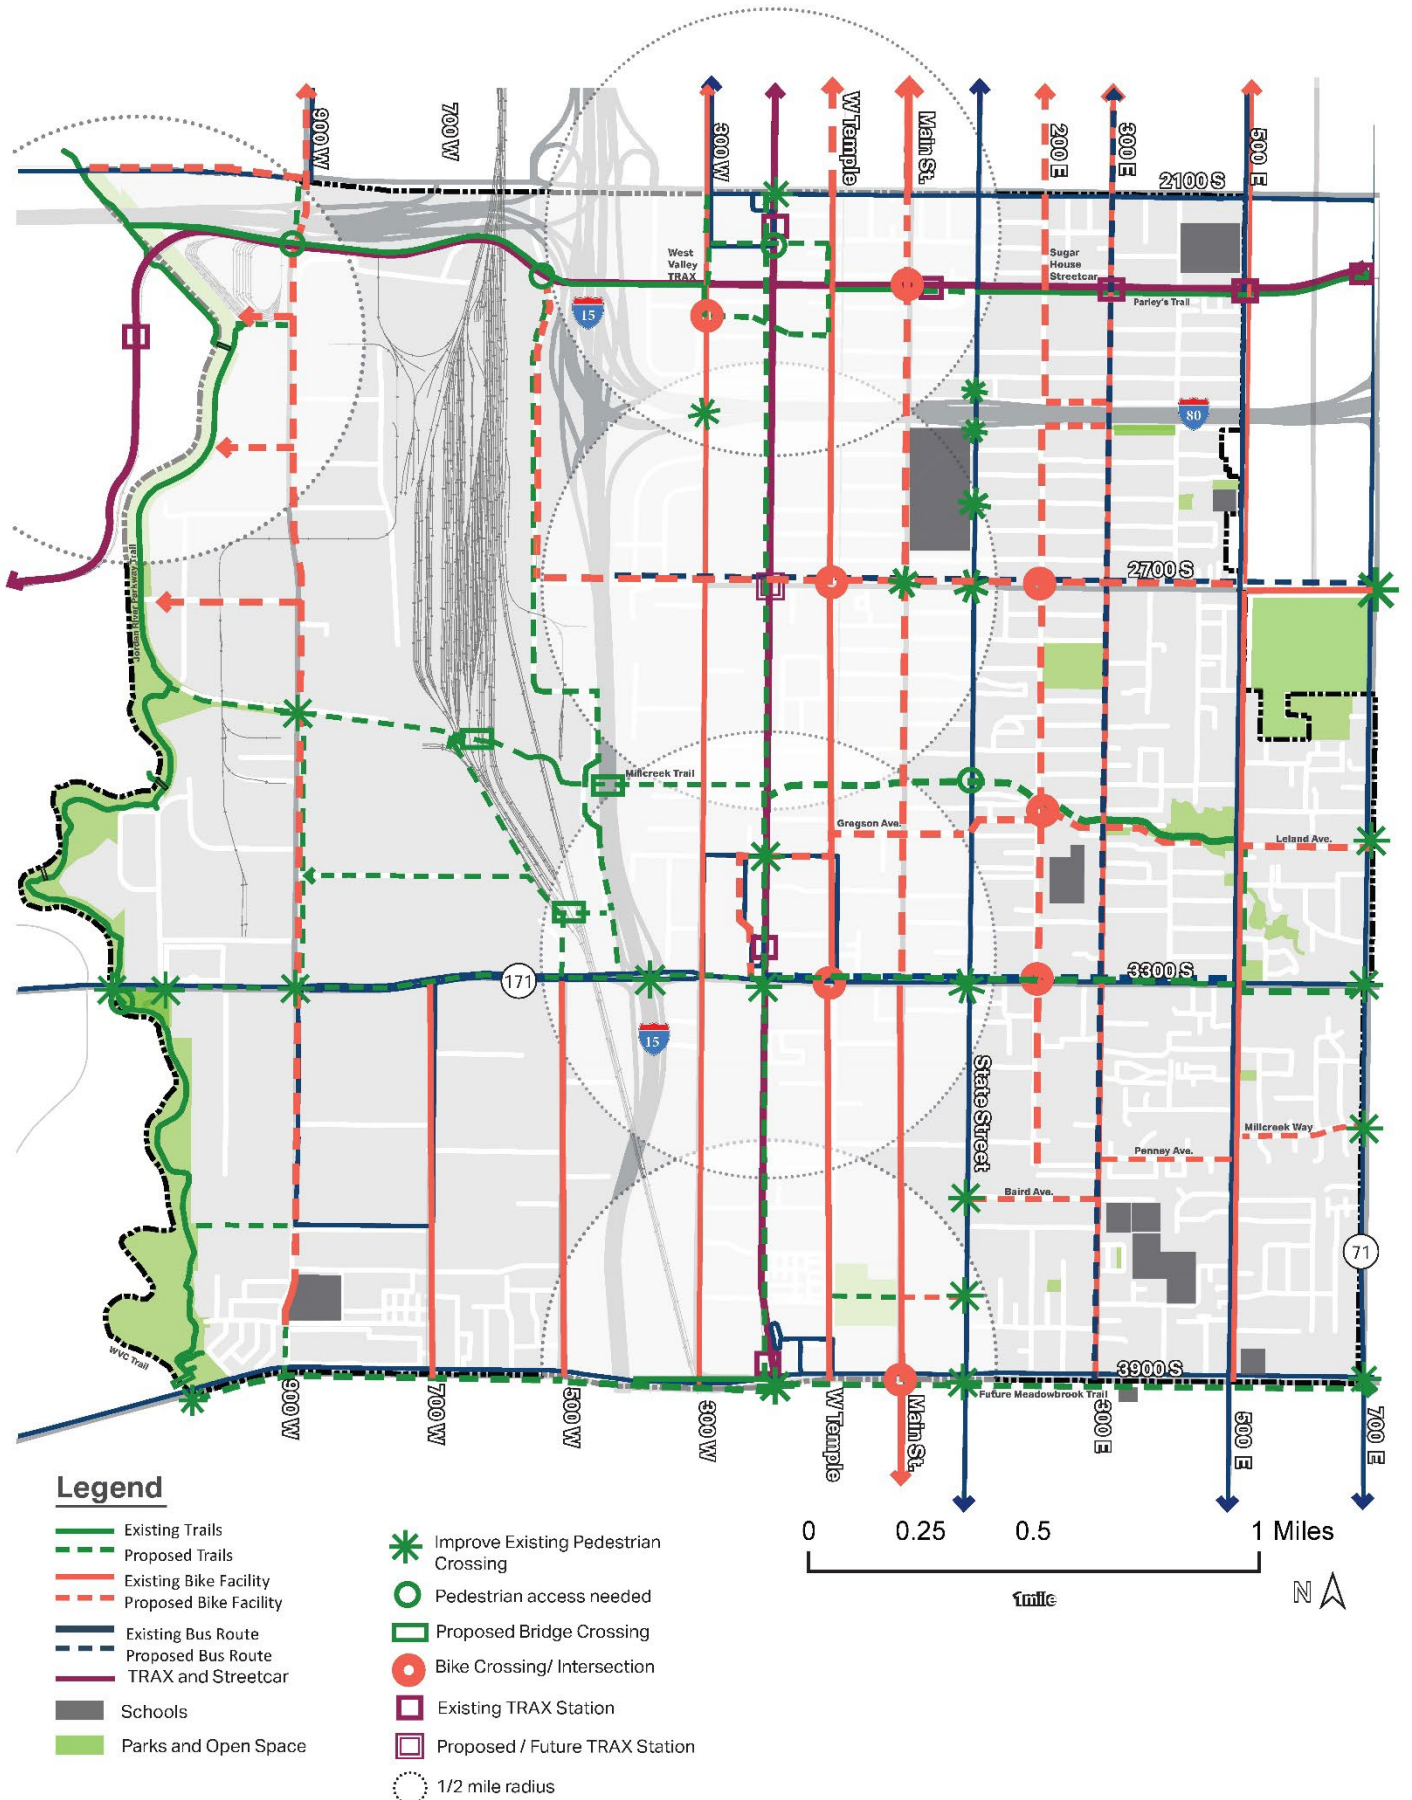 900 W
700 W
300 W
W Temple
Main St.
200 E
300 E
500 E
2100 S
West
Valley
TRAX
Sugar
House
Streetcar
Parley's Trail
15
80
2700 S
Jordan River Parkway Trail
Millcreek Trail
Gregson Ave.
Leland Ave.
171
3300 S
15
State Street
Millcreek Way
Penney Ave.
Baird Ave.
71
WVC Trail
3900 S
Future Meadowbrook Trail
900 W
700 W
500 W
300 W
W Temple
Main St.
300 E
500 E
700 E
Legend
Existing Trails
Proposed Trails
Existing Bike Facility
Proposed Bike Facility
Existing Bus Route
Proposed Bus Route
TRAX and Streetcar
Schools
Parks and Open Space
Improve Existing Pedestrian
Crossing
Pedestrian access needed
Proposed Bridge Crossing
Bike Crossing/ Intersection
Existing TRAX Station
Proposed / Future TRAX Station
1/2 mile radius
0 0.25 0.5 1 Miles
1mile
N